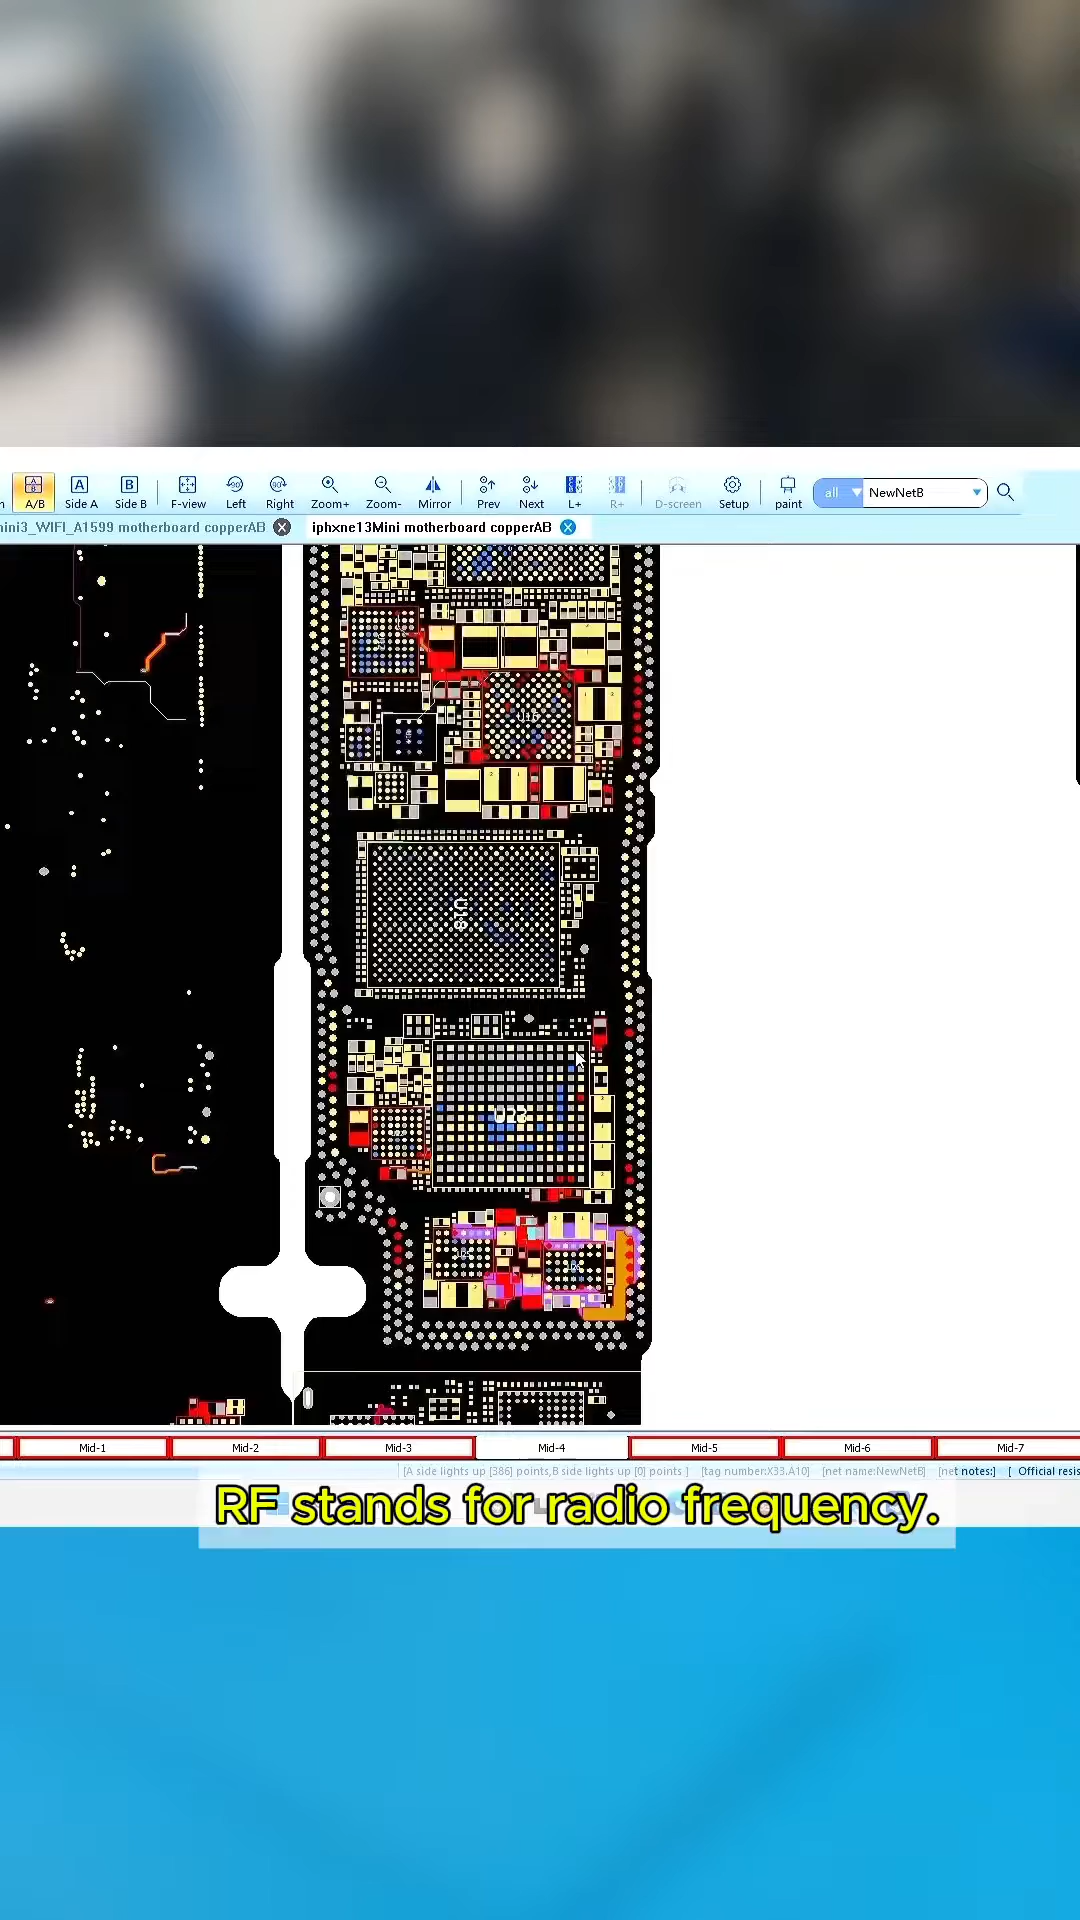 A/B Side A Side B F-view Left Right Zoom+ Zoom- Mirror Prev Next L+ R+ D-screen Setup paint all NewNetB
ini3_WIFI_A1599 motherboard copperAB iphxne13Mini motherboard copperAB
U18
Mid-1 Mid-2 Mid-3 Mid-4 Mid-5 Mid-6 Mid-7
[A side lights up [386] points,B side lights up [0] points ] [tag number:X33.A10] [net name:NewNetB] [net notes:] [ Official resis
RF stands for radio frequency.